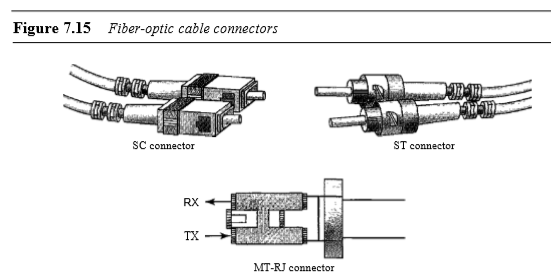 Figure 7.15 Fiber-optic cable connectors
SC connector
ST connector
RX
TX
MT-RJ connector